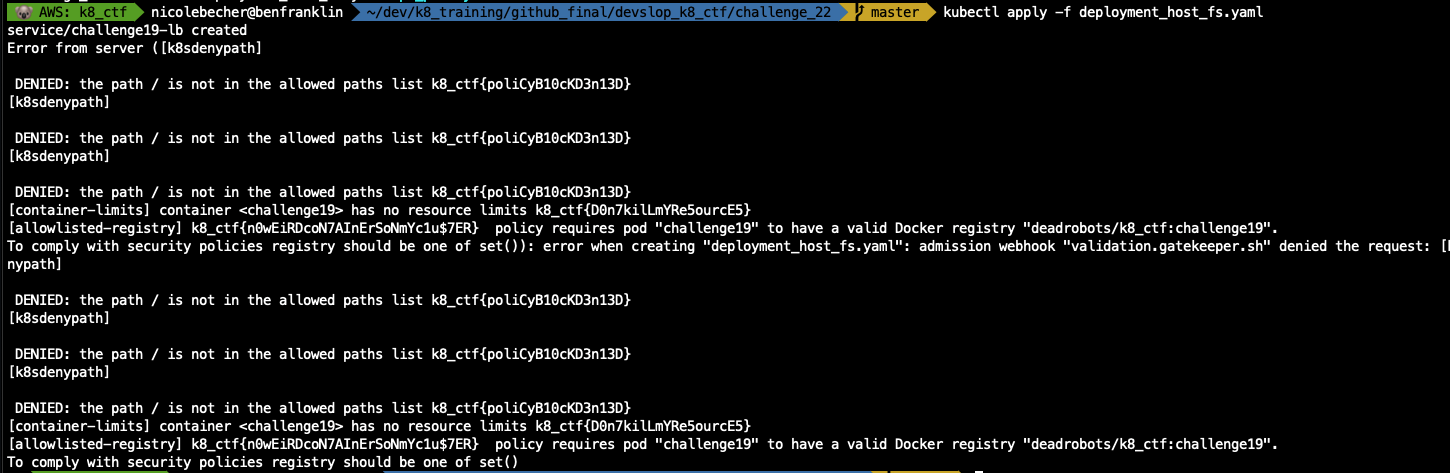 AWS: k8_ctf nicolebecher@benfranklin ~/dev/k8_training/github_final/devslop_k8_ctf/challenge_22 master kubectl apply -f deployment_host_fs.yaml
service/challenge19-lb created
Error from server ([k8sdenypath]
DENIED: the path / is not in the allowed paths list k8_ctf{poliCyB10cKD3n13D}
[k8sdenypath]
DENIED: the path / is not in the allowed paths list k8_ctf{poliCyB10cKD3n13D}
[k8sdenypath]
DENIED: the path / is not in the allowed paths list k8_ctf{poliCyB10cKD3n13D}
[container-limits] container <challenge19> has no resource limits k8_ctf{D0n7kilLmYRe5ourcE5}
[allowlisted-registry] k8_ctf{n0wEiRDcoN7AInErSoNmYc1u$7ER}  policy requires pod "challenge19" to have a valid Docker registry "deadrobots/k8_ctf:challenge19".
To comply with security policies registry should be one of set()): error when creating "deployment_host_fs.yaml": admission webhook "validation.gatekeeper.sh" denied the request: [
nypath]
DENIED: the path / is not in the allowed paths list k8_ctf{poliCyB10cKD3n13D}
[k8sdenypath]
DENIED: the path / is not in the allowed paths list k8_ctf{poliCyB10cKD3n13D}
[k8sdenypath]
DENIED: the path / is not in the allowed paths list k8_ctf{poliCyB10cKD3n13D}
[container-limits] container <challenge19> has no resource limits k8_ctf{D0n7kilLmYRe5ourcE5}
[allowlisted-registry] k8_ctf{n0wEiRDcoN7AInErSoNmYc1u$7ER}  policy requires pod "challenge19" to have a valid Docker registry "deadrobots/k8_ctf:challenge19".
To comply with security policies registry should be one of set()